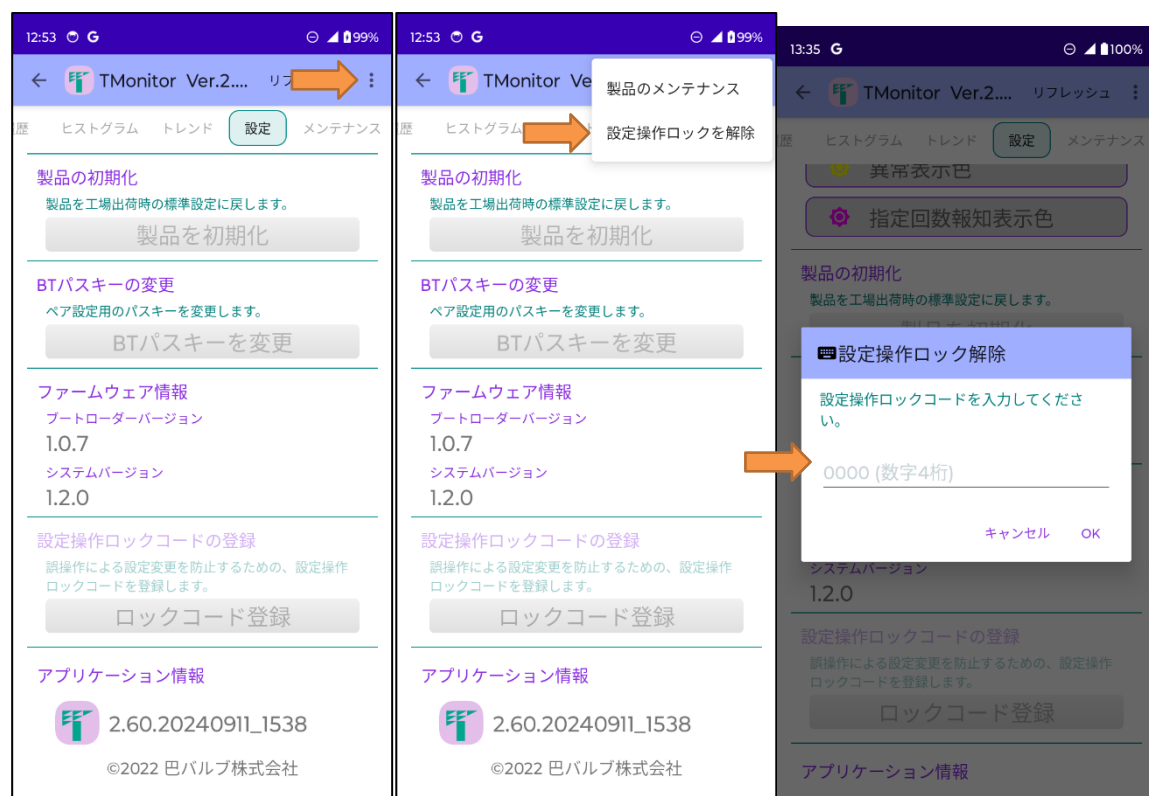 12:53 G 99%
TMonitor Ver.2.... リフ
歴 ヒストグラム トレンド 設定 メンテナンス
製品の初期化
製品を工場出荷時の標準設定に戻します。
製品を初期化
BTパスキーの変更
ペア設定用のパスキーを変更します。
BTパスキーを変更
ファームウェア情報
ブートローダーバージョン
1.0.7
システムバージョン
1.2.0
設定操作ロックコードの登録
誤操作による設定変更を防止するための、設定操作
ロックコードを登録します。
ロックコード登録
アプリケーション情報
2.60.20240911_1538
©2022 巴バルブ株式会社
12:53 G 99%
TMonitor Ve
製品のメンテナンス
設定操作ロックを解除
歴 ヒストグラム
製品の初期化
製品を工場出荷時の標準設定に戻します。
製品を初期化
BTパスキーの変更
ペア設定用のパスキーを変更します。
BTパスキーを変更
ファームウェア情報
ブートローダーバージョン
1.0.7
システムバージョン
1.2.0
設定操作ロックコードの登録
誤操作による設定変更を防止するための、設定操作
ロックコードを登録します。
ロックコード登録
アプリケーション情報
2.60.20240911_1538
©2022 巴バルブ株式会社
13:35 G 100%
TMonitor Ver.2.... リフレッシュ
歴 ヒストグラム トレンド 設定 メンテナンス
異常表示色
指定回数報知表示色
製品の初期化
製品を工場出荷時の標準設定に戻します。
設定操作ロック解除
設定操作ロックコードを入力してくださ
い。
0000 (数字4桁)
キャンセル OK
システムバージョン
1.2.0
設定操作ロックコードの登録
誤操作による設定変更を防止するための、設定操作
ロックコードを登録します。
ロックコード登録
アプリケーション情報